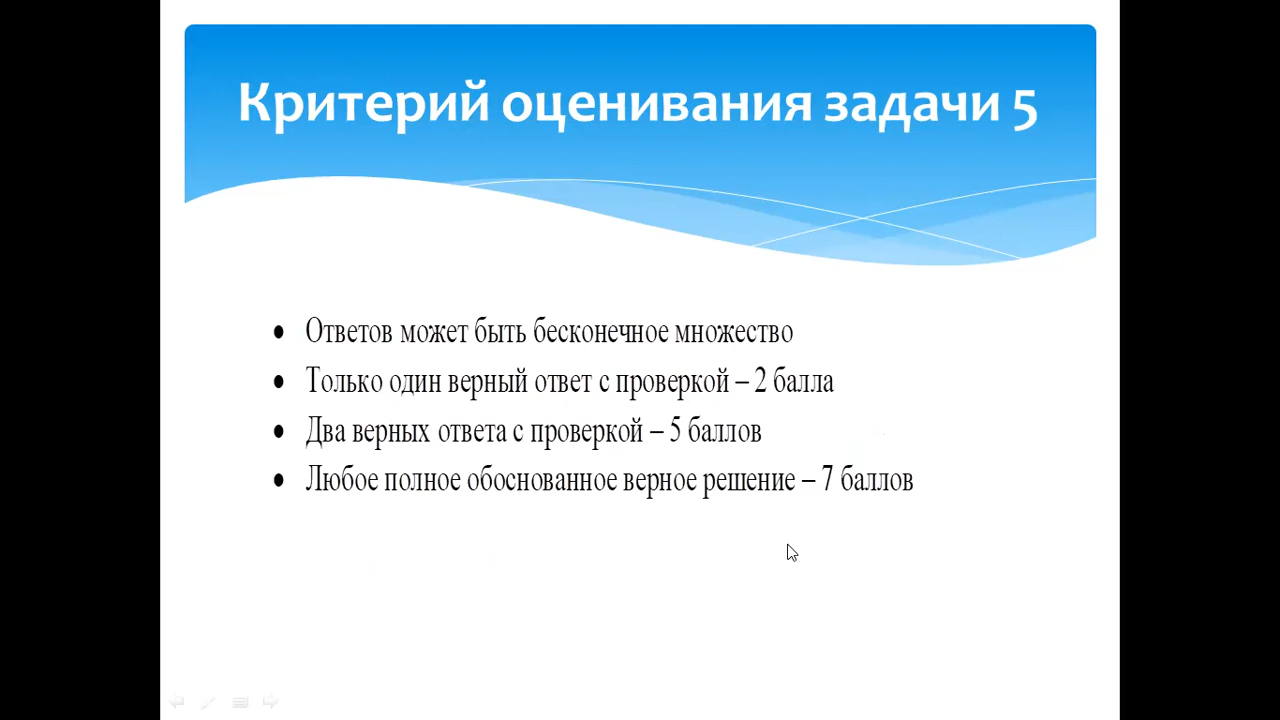 Критерий оценивания задачи 5
• Ответов может быть бесконечное множество
• Только один верный ответ с проверкой – 2 балла
• Два верных ответа с проверкой – 5 баллов
• Любое полное обоснованное верное решение – 7 баллов